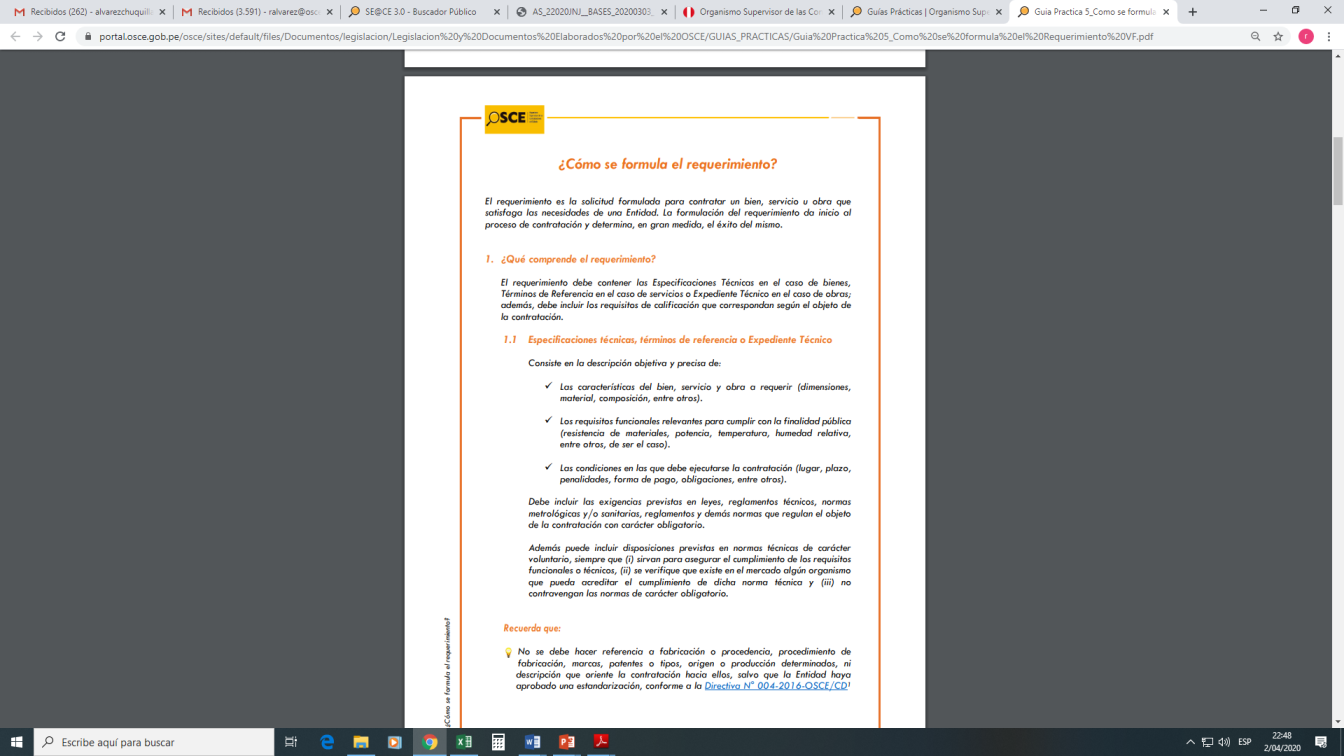 Recibidos (262) - alvarezchuquilla
Recibidos (3.591) - ralvarez@osc
SE@CE 3.0 - Buscador Público
AS_22020JNJ__BASES_20200303_
Organismo Supervisor de las Con
Guías Prácticas | Organismo Supe
Guia Practica 5_Como se formula
portal.osce.gob.pe/osce/sites/default/files/Documentos/legislacion/Legislacion%20y%20Documentos%20Elaborados%20por%20el%20OSCE/GUIAS_PRACTICAS/Guia%20Practica%205_Como%20se%20formula%20el%20Requerimiento%20VF.pdf
r
OSCE
¿Cómo se formula el requerimiento?
El requerimiento es la solicitud formulada para contratar un bien, servicio u obra que
satisfaga las necesidades de una Entidad. La formulación del requerimiento da inicio al
proceso de contratación y determina, en gran medida, el éxito del mismo.
1. ¿Qué comprende el requerimiento?
El requerimiento debe contener las Especificaciones Técnicas en el caso de bienes,
Términos de Referencia en el caso de servicios o Expediente Técnico en el caso de obras;
además, debe incluir los requisitos de calificación que correspondan según el objeto de
la contratación.
1.1 Especificaciones técnicas, términos de referencia o Expediente Técnico
Consiste en la descripción objetiva y precisa de:
✓ Las características del bien, servicio y obra a requerir (dimensiones,
material, composición, entre otros).
✓ Los requisitos funcionales relevantes para cumplir con la finalidad pública
(resistencia de materiales, potencia, temperatura, humedad relativa,
entre otros, de ser el caso).
✓ Las condiciones en las que debe ejecutarse la contratación (lugar, plazo,
penalidades, forma de pago, obligaciones, entre otros).
Debe incluir las exigencias previstas en leyes, reglamentos técnicos, normas
metrológicas y/o sanitarias, reglamentos y demás normas que regulan el objeto
de la contratación con carácter obligatorio.
Además puede incluir disposiciones previstas en normas técnicas de carácter
voluntario, siempre que (i) sirvan para asegurar el cumplimiento de los requisitos
funcionales o técnicos, (ii) se verifique que existe en el mercado algún organismo
que pueda acreditar el cumplimiento de dicha norma técnica y (iii) no
contravengan las normas de carácter obligatorio.
Recuerda que:
No se debe hacer referencia a fabricación o procedencia, procedimiento de
fabricación, marcas, patentes o tipos, origen o producción determinados, ni
descripción que oriente la contratación hacia ellos, salvo que la Entidad haya
aprobado una estandarización, conforme a la Directiva N° 004-2016-OSCE/CD¹
¿Cómo se formula el requerimiento?
Escribe aquí para buscar
ESP
22:48
2/04/2020